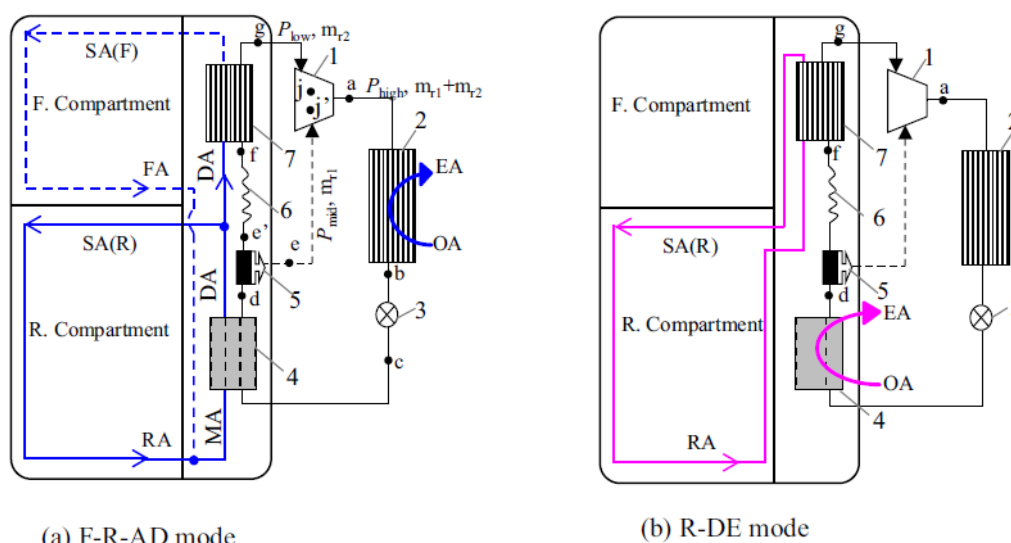 g P_low, m_r2
SA(F)
1
j
j'
a P_high, m_r1+m_r2
F. Compartment
2
7
EA
f
FA
DA
6
P_mid, m_r1
SA(R)
e'
e
OA
b
DA
5
d
3
R. Compartment
4
c
MA
RA
(a) F-R-AD mode
g
1
a
F. Compartment
2
7
f
6
SA(R)
5
d
EA
R. Compartment
OA
4
RA
(b) R-DE mode